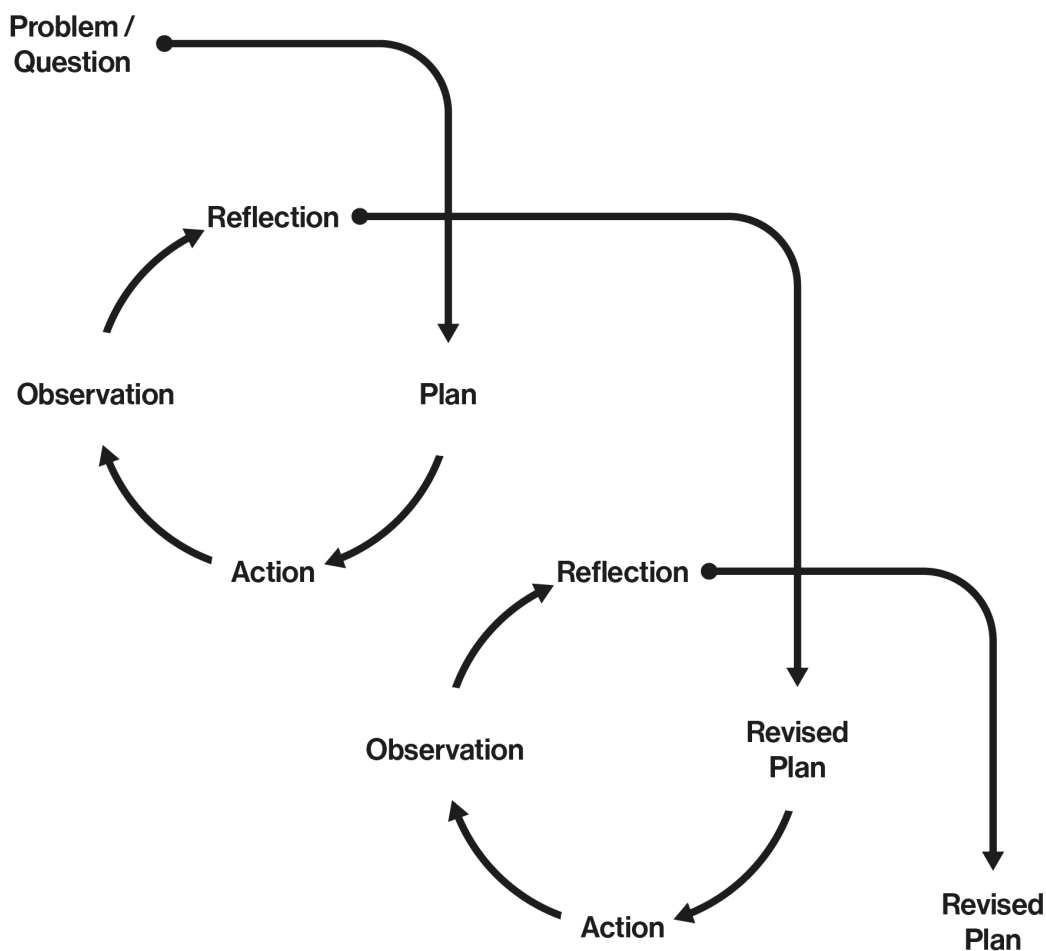 Problem /
Question
Reflection
Observation
Plan
Action
Reflection
Observation
Revised
Plan
Action
Revised
Plan